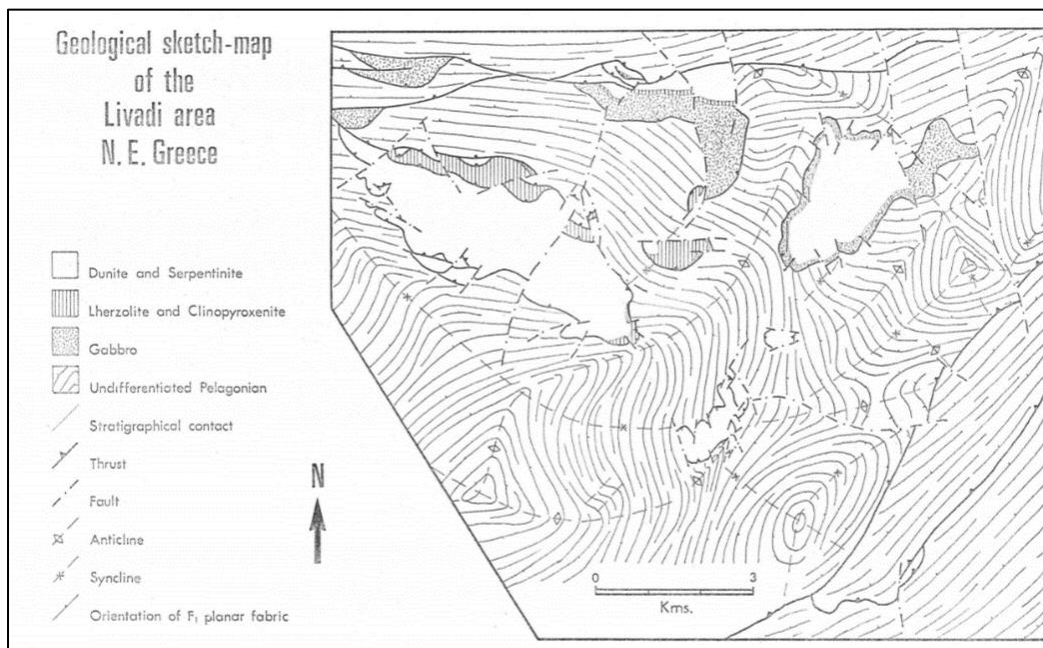 Geological sketch-map
of the
Livadi area
N. E. Greece
Dunite and Serpentinite
Lherzolite and Clinopyroxenite
Gabbro
Undifferentiated Pelagonian
Stratigraphical contact
Thrust
Fault
Anticline
Syncline
Orientation of F₁ planar fabric
N
0 3
Kms.